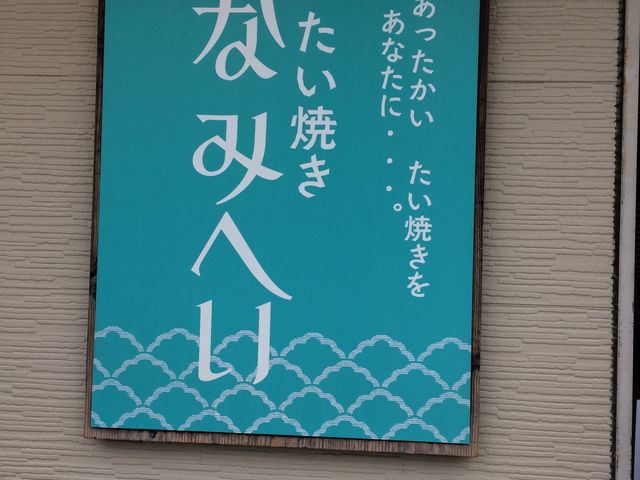 あったかい たい焼きを
あなたに・・・。
たい焼き
なみへい